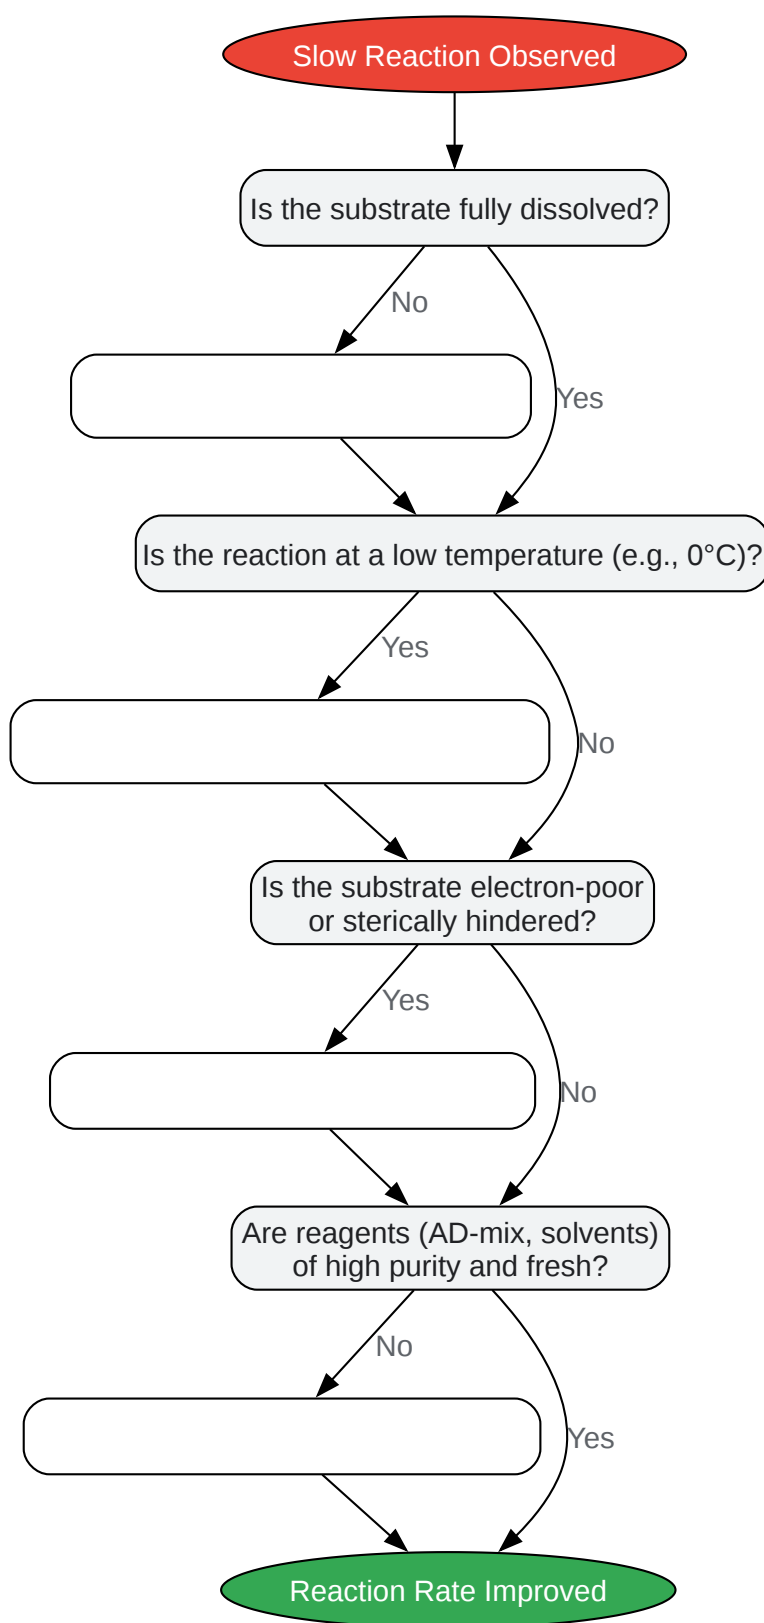 Slow Reaction Observed
Is the substrate fully dissolved?
No
Yes
Is the reaction at a low temperature (e.g., 0°C)?
Yes
No
Is the substrate electron-poor
or sterically hindered?
Yes
No
Are reagents (AD-mix, solvents)
of high purity and fresh?
No
Yes
Reaction Rate Improved